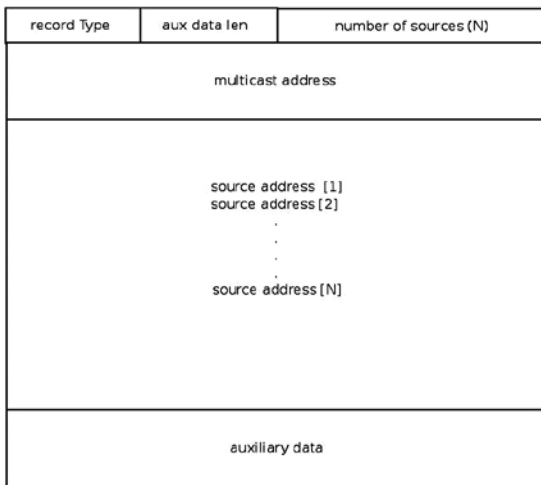 record Type aux data len number of sources (N)
multicast address
source address [1]
source address [2]
.
.
.
.
source address [N]
auxiliary data